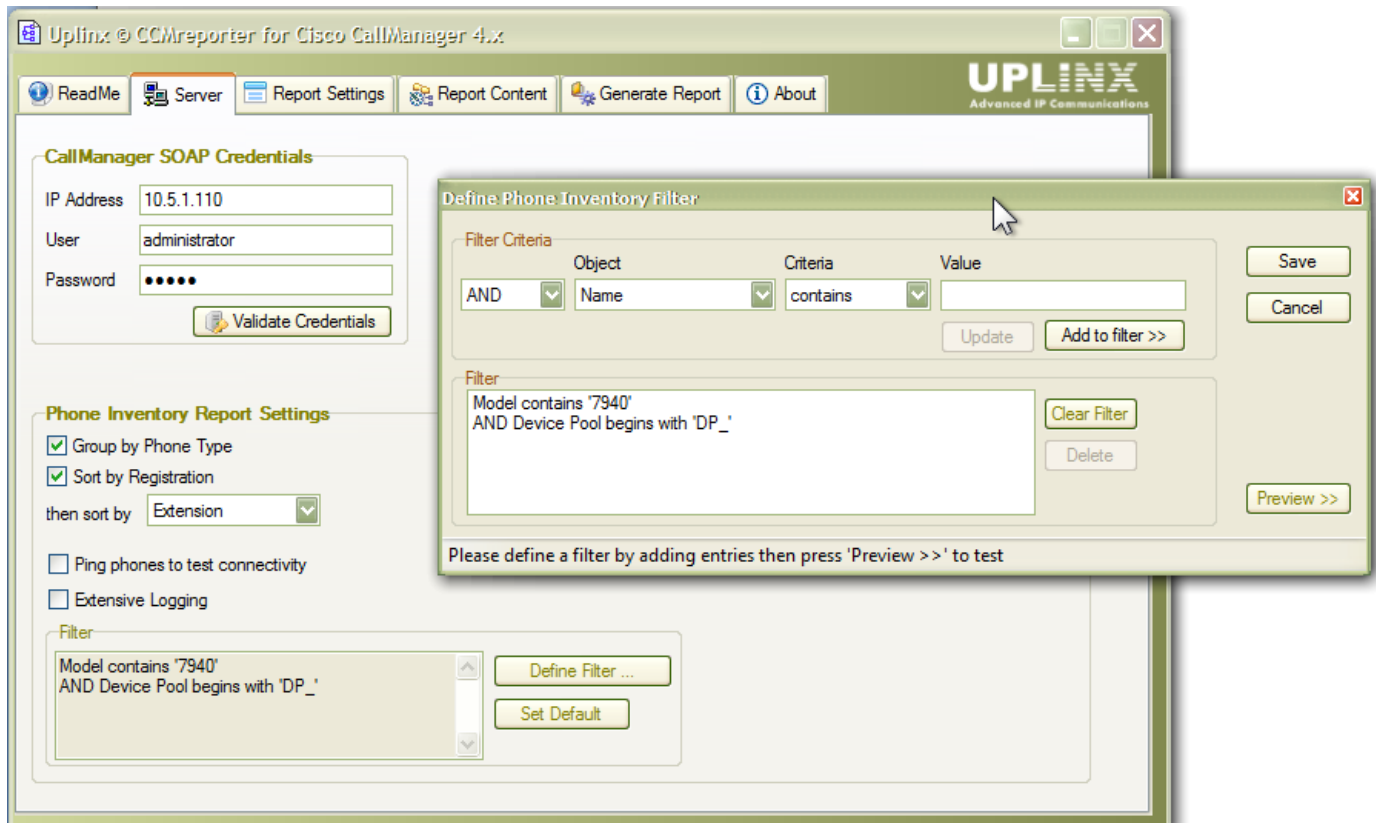 Uplinx © CCMreporter for Cisco CallManager 4.x
ReadMe Server Report Settings Report Content Generate Report About
UPLINX
Advanced IP Communications
CallManager SOAP Credentials
IP Address 10.5.1.110
User administrator
Password •••••
Validate Credentials
Phone Inventory Report Settings
Group by Phone Type
Sort by Registration
then sort by Extension
Ping phones to test connectivity
Extensive Logging
Filter
Model contains '7940'
AND Device Pool begins with 'DP_'
Define Filter ...
Set Default
Define Phone Inventory Filter
Filter Criteria
Object Criteria Value
AND Name contains
Update Add to filter >>
Save
Cancel
Filter
Model contains '7940'
AND Device Pool begins with 'DP_'
Clear Filter
Delete
Preview >>
Please define a filter by adding entries then press 'Preview >>' to test